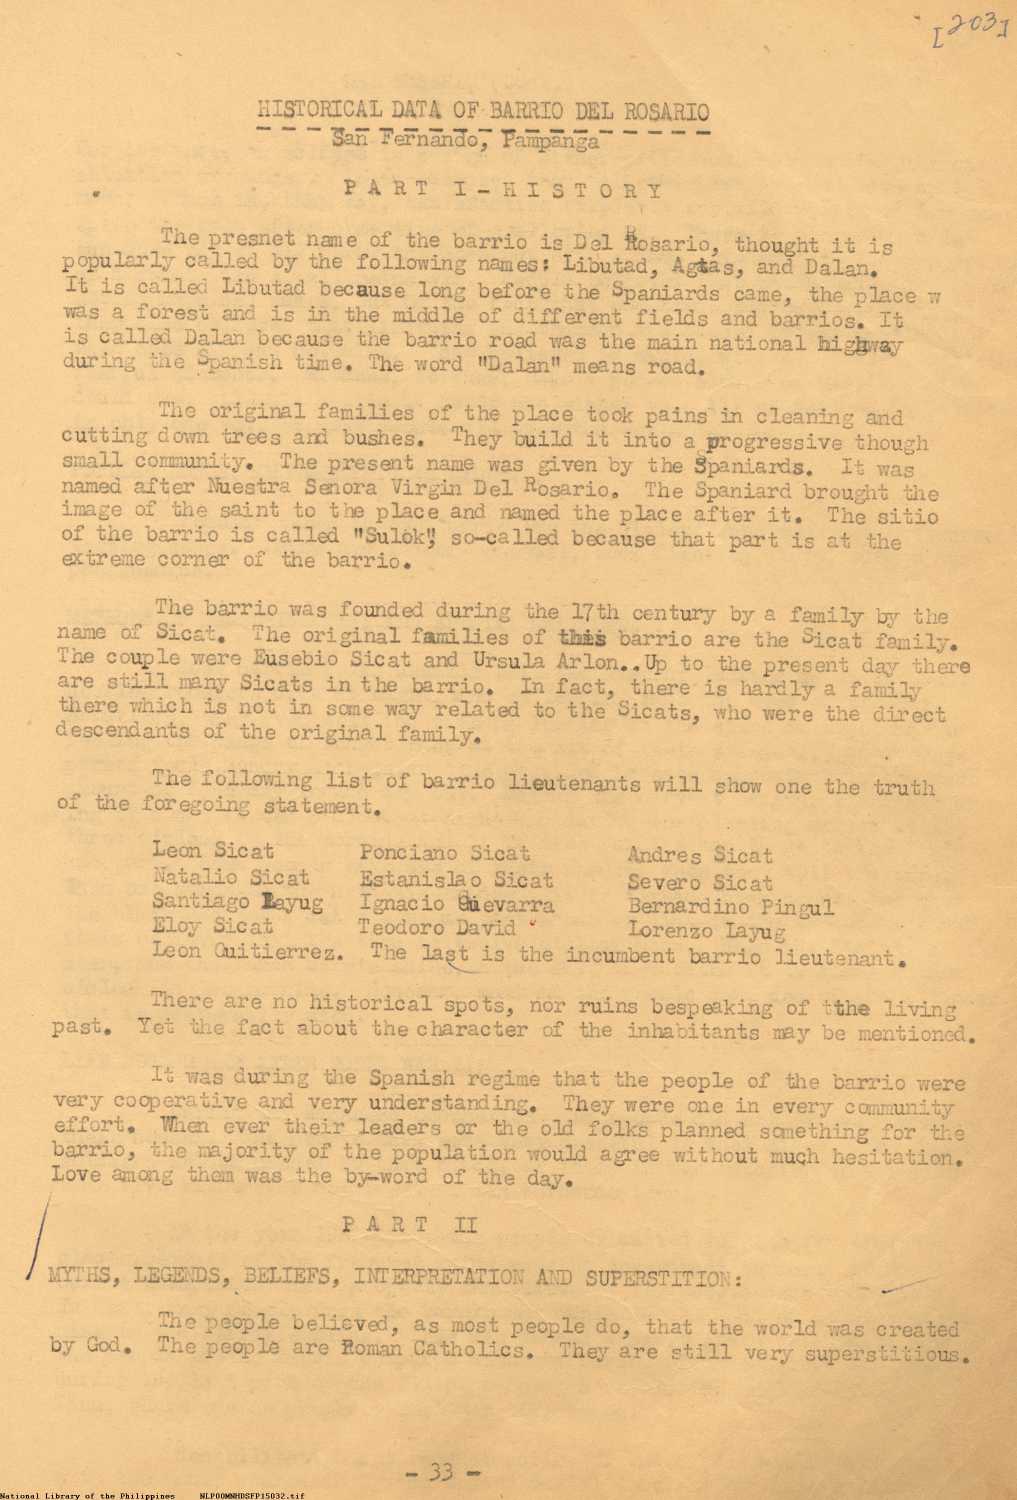 [203]
HISTORICAL DATA OF BARRIO DEL ROSARIO
San Fernando, Pampanga
PART I - HISTORY
The presnet name of the barrio is Del Rosario, thought it is
popularly called by the following names: Libutad, Agtas, and Dalan.
It is called Libutad because long before the Spaniards came, the place w
was a forest and is in the middle of different fields and barrios. It
is called Dalan because the barrio road was the main national highway
during the Spanish time. The word "Dalan" means road.
The original families of the place took pains in cleaning and
cutting down trees and bushes. They build it into a progressive though
small community. The present name was given by the Spaniards. It was
named after Nuestra Senora Virgin Del Rosario. The Spaniard brought the
image of the saint to the place and named the place after it. The sitio
of the barrio is called "Sulok", so-called because that part is at the
extreme corner of the barrio.
The barrio was founded during the 17th century by a family by the
name of Sicat. The original families of this barrio are the Sicat family.
The couple were Eusebio Sicat and Ursula Arlon..Up to the present day there
are still many Sicats in the barrio. In fact, there is hardly a family
there which is not in some way related to the Sicats, who were the direct
descendants of the original family.
The following list of barrio lieutenants will show one the truth
of the foregoing statement.
Leon Sicat Ponciano Sicat Andres Sicat
Natalio Sicat Estanislao Sicat Severo Sicat
Santiago Layug Ignacio Guevarra Bernardino Pingul
Eloy Sicat Teodoro David Lorenzo Layug
Leon Quitierrez. The last is the incumbent barrio lieutenant.
There are no historical spots, nor ruins bespeaking of tthe living
past. Yet the fact about the character of the inhabitants may be mentioned.
It was during the Spanish regime that the people of the barrio were
very cooperative and very understanding. They were one in every community
effort. When ever their leaders or the old folks planned something for the
barrio, the majority of the population would agree without much hesitation.
Love among them was the by-word of the day.
PART II
MYTHS, LEGENDS, BELIEFS, INTERPRETATION AND SUPERSTITION:
The people believed, as most people do, that the world was created
by God. The people are Roman Catholics. They are still very superstitious.
- 33 -
National Library of the Philippines NLPOOMNHDSFP15032.tif